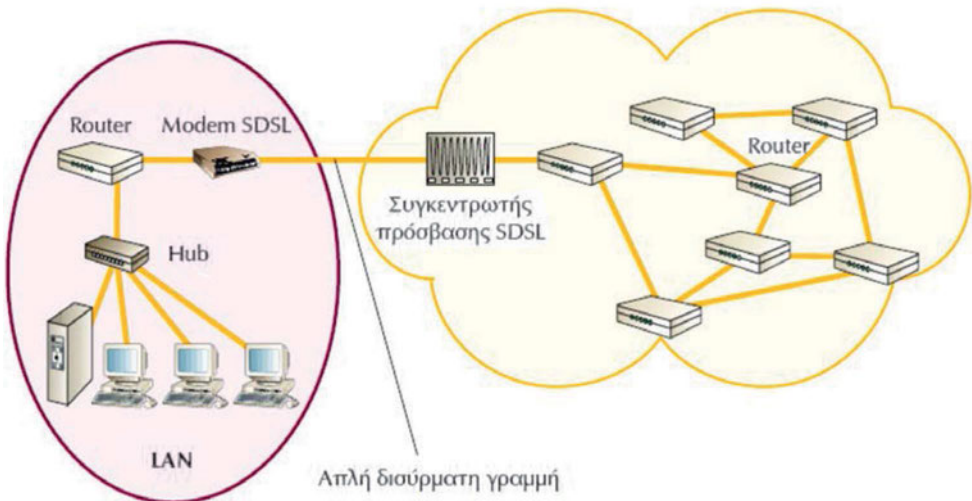 Router
Modem SDSL
Hub
LAN
Συγκεντρωτής
πρόσβασης SDSL
Router
Απλή δισύρματη γραμμή